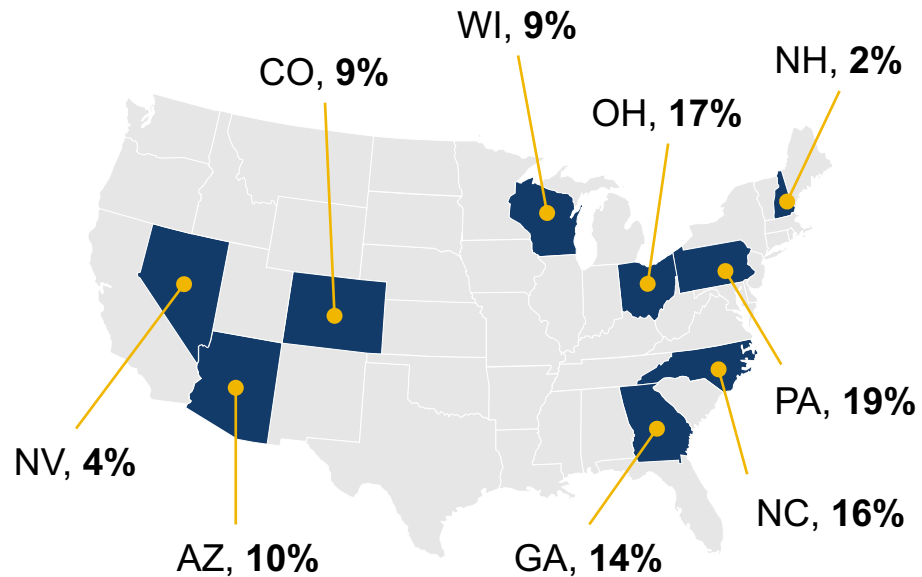 WI, 9%
NH, 2%
CO, 9%
OH, 17%
PA, 19%
NV, 4%
NC, 16%
AZ, 10%
GA, 14%